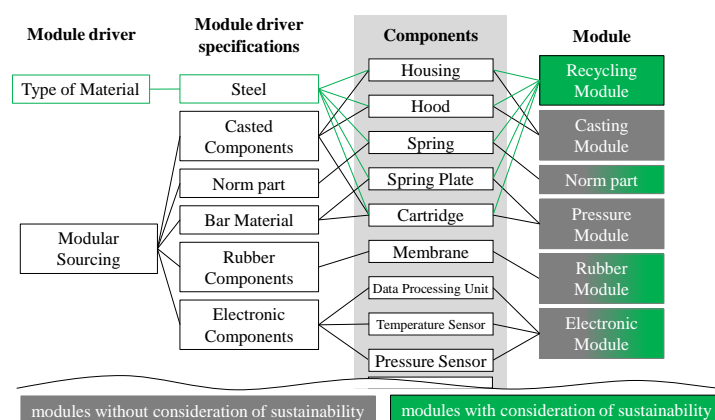 Module driver
Module driver
specifications
Components
Module
Type of Material
Steel
Housing
Recycling
Module
Hood
Casted
Components
Casting
Module
Spring
Norm part
Spring Plate
Norm part
Bar Material
Cartridge
Pressure
Module
Modular
Sourcing
Rubber
Components
Membrane
Rubber
Module
Data Processing Unit
Electronic
Components
Temperature Sensor
Electronic
Module
Pressure Sensor
modules without consideration of sustainability
modules with consideration of sustainability